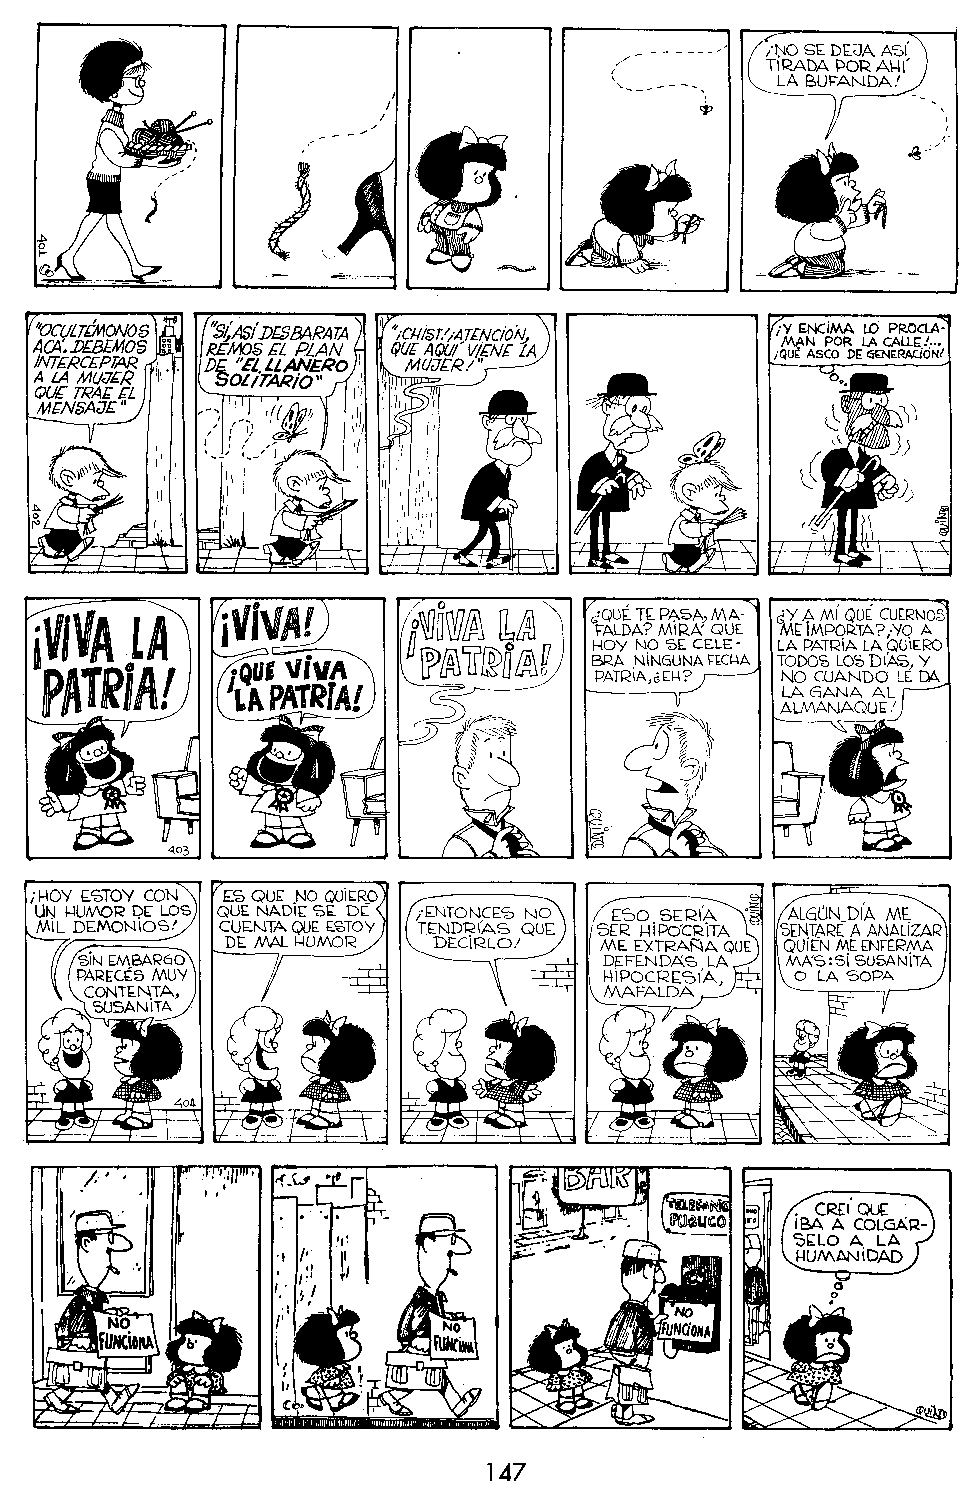 ¡NO SE DEJA ASÍ
TIRADA POR AHÍ
LA BUFANDA!
401
"OCULTÉMONOS
ACÁ. DEBEMOS
INTERCEPTAR
A LA MUJER
QUE TRAE EL
MENSAJE"
402
"SÍ, ASÍ DESBARATA
REMOS EL PLAN
DE "EL LLANERO
SOLITARIO"
"¡CHIST! ¡ATENCIÓN,
QUE AQUÍ VIENE LA
MUJER!"
¡Y ENCIMA LO PROCLA-
MAN POR LA CALLE!...
¡QUÉ ASCO DE GENERACIÓN!
QUINO
¡VIVA LA
PATRIA!
403
¡VIVA!
¡QUE VIVA
LA PATRIA!
¡VIVA LA
PATRIA!
¿QUÉ TE PASA, MA-
FALDA? MIRÁ QUE
HOY NO SE CELE-
BRA NINGUNA FECHA
PATRIA, ¿EH?
QUINO
¿Y A MÍ QUÉ CUERNOS
ME IMPORTA? ¡YO A
LA PATRIA LA QUIERO
TODOS LOS DÍAS, Y
NO CUANDO LE DA
LA GANA AL
ALMANAQUE!
¡HOY ESTOY CON
UN HUMOR DE LOS
MIL DEMONIOS!
SIN EMBARGO
PARECÉS MUY
CONTENTA,
SUSANITA
404
ES QUE NO QUIERO
QUE NADIE SE DÉ
CUENTA QUE ESTOY
DE MAL HUMOR
¡ENTONCES NO
TENDRÍAS QUE
DECIRLO!
ESO SERÍA
SER HIPÓCRITA
ME EXTRAÑA QUE
DEFENDAS LA
HIPOCRESÍA,
MAFALDA
QUINO
ALGÚN DÍA ME
SENTARÉ A ANALIZAR
QUIÉN ME ENFERMA
MÁS: SI SUSANITA
O LA SOPA
NO
FUNCIONA
NO
FUNCIONA
BAR
TELÉFONO
PÚBLICO
NO
FUNCIONA
CREÍ QUE
IBA A COLGÁR-
SELO A LA
HUMANIDAD
QUINO
147